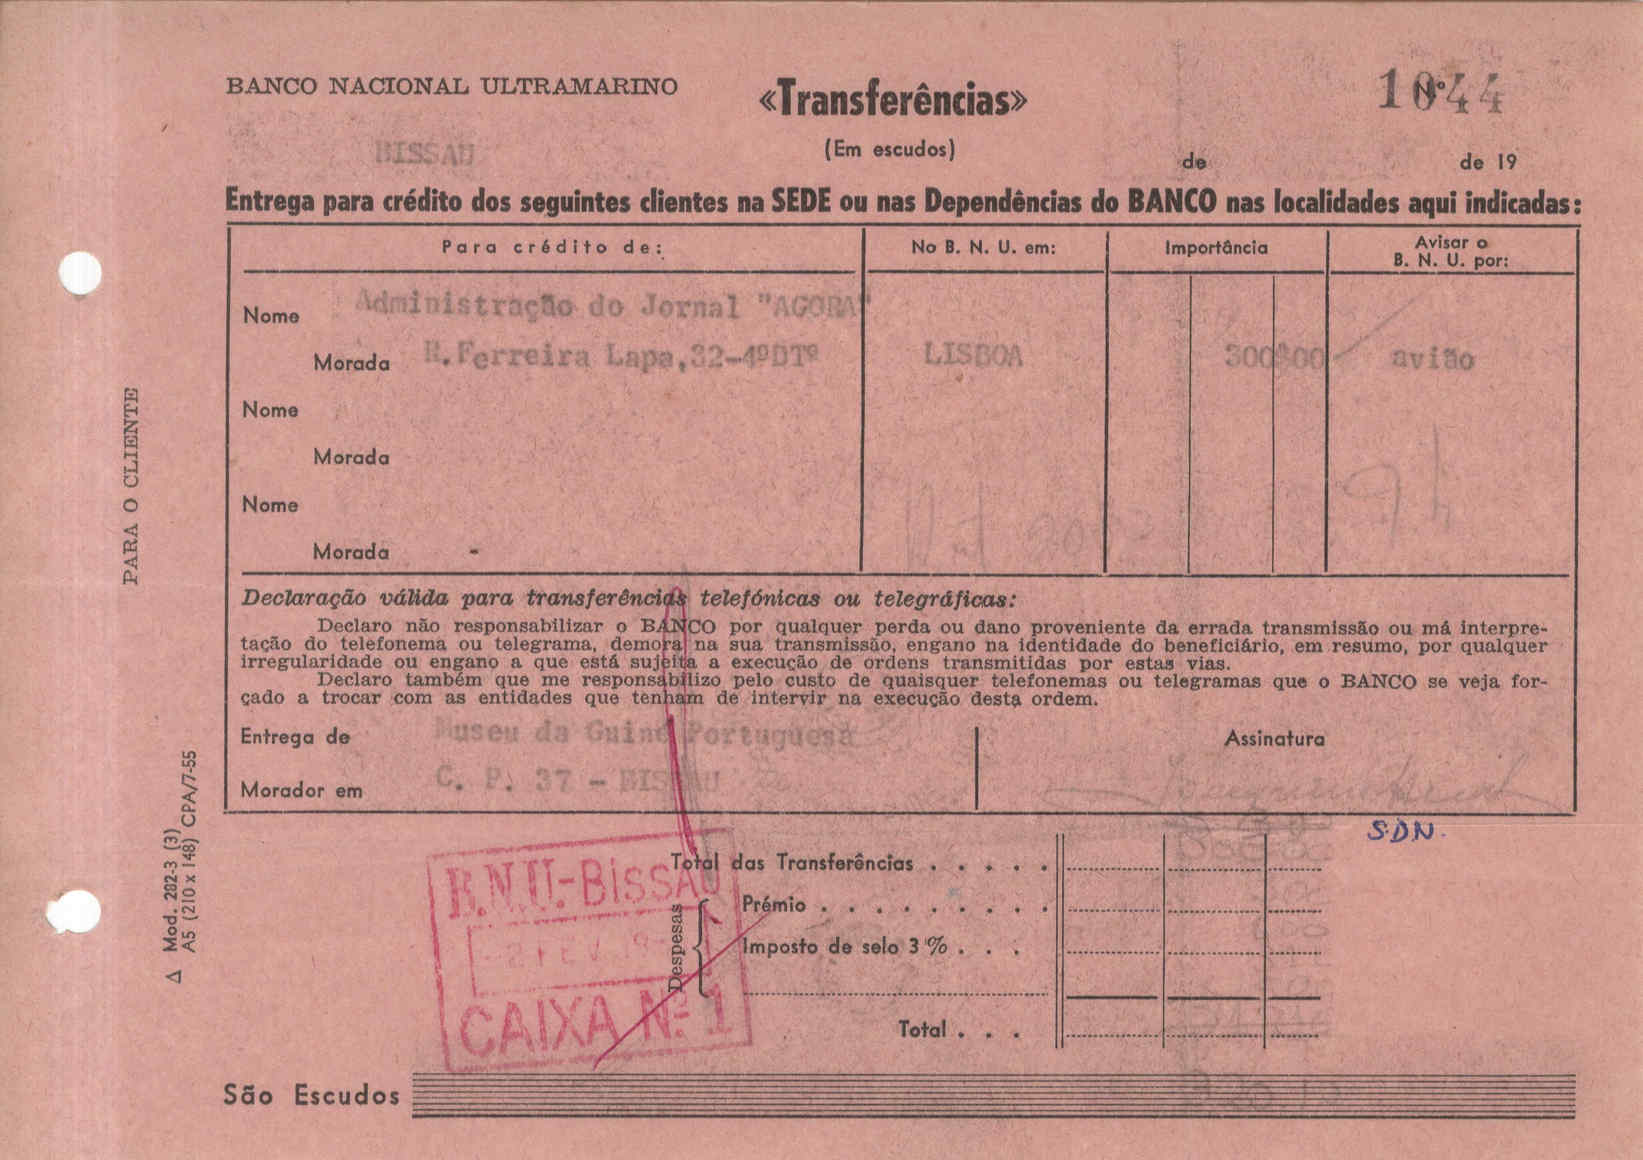 BANCO NACIONAL ULTRAMARINO
«Transferências»
1044
Nº
BISSAU
(Em escudos)
de de 19
Entrega para crédito dos seguintes clientes na SEDE ou nas Dependências do BANCO nas localidades aqui indicadas:
Para crédito de: No B. N. U. em: Importância Avisar o
B. N. U. por:
Nome Administração do Jornal "AGORA"
Morada R.Ferreira Lapa,32-4ºDTº LISBOA 300$00 avião
Nome
Morada
Nome
Morada -
Declaração válida para transferências telefónicas ou telegráficas:
Declaro não responsabilizar o BANCO por qualquer perda ou dano proveniente da errada transmissão ou má interpre-
tação do telefonema ou telegrama, demora na sua transmissão, engano na identidade do beneficiário, em resumo, por qualquer
irregularidade ou engano a que está sujeita a execução de ordens transmitidas por estas vias.
Declaro também que me responsabilizo pelo custo de quaisquer telefonemas ou telegramas que o BANCO se veja for-
çado a trocar com as entidades que tenham de intervir na execução desta ordem.
Entrega de Museu da Guiné Portuguesa Assinatura
Morador em C. P. 37 - BISSAU
S.D.N.
Total das Transferências . . . . .
Despesas
Prémio . . . . . . . . .
Imposto de selo 3 % . . .
Total . . .
B.N.U-BISSAU
FEV.
CAIXA Nº 1
São Escudos
PARA O CLIENTE
Δ Mod. 282-3 (3)
A5 (210 x 148) CPA/7-55